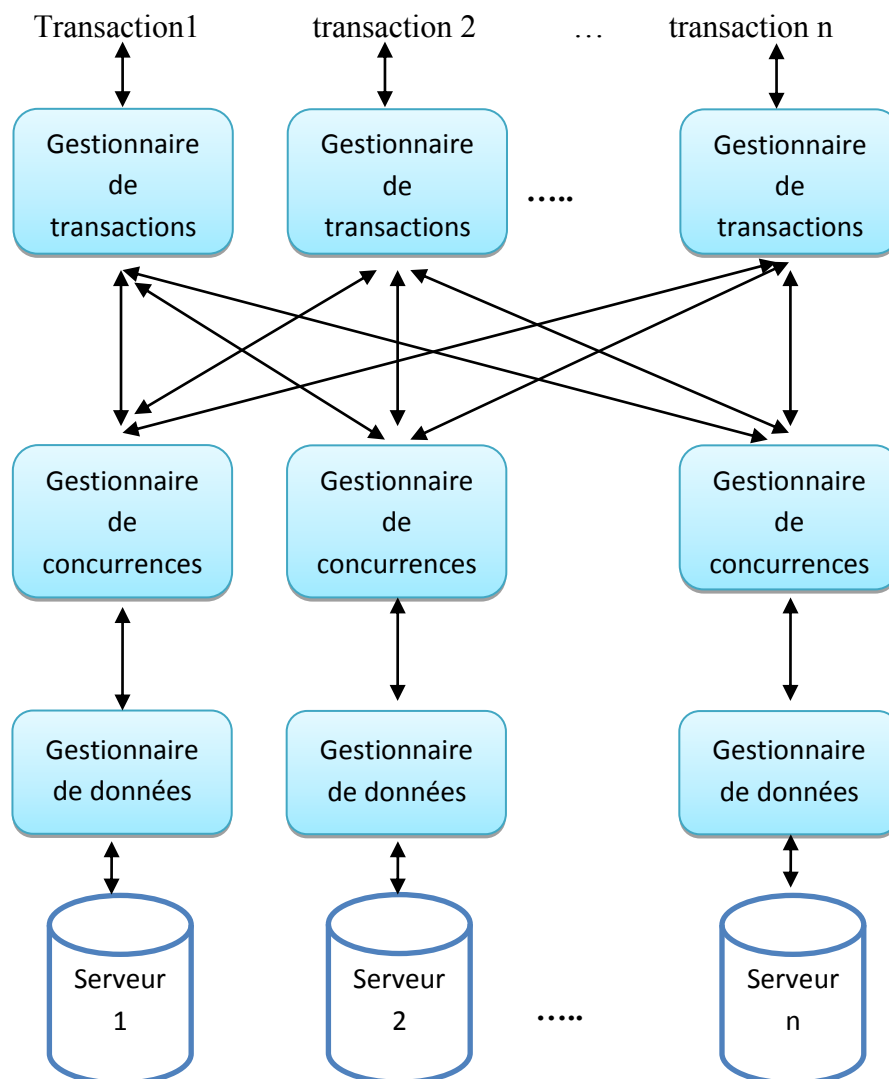 Transaction1 transaction 2 … transaction n
Gestionnaire de transactions
Gestionnaire de transactions
.....
Gestionnaire de transactions
Gestionnaire de concurrences
Gestionnaire de concurrences
Gestionnaire de concurrences
Gestionnaire de données
Gestionnaire de données
Gestionnaire de données
Serveur 1
Serveur 2
.....
Serveur n